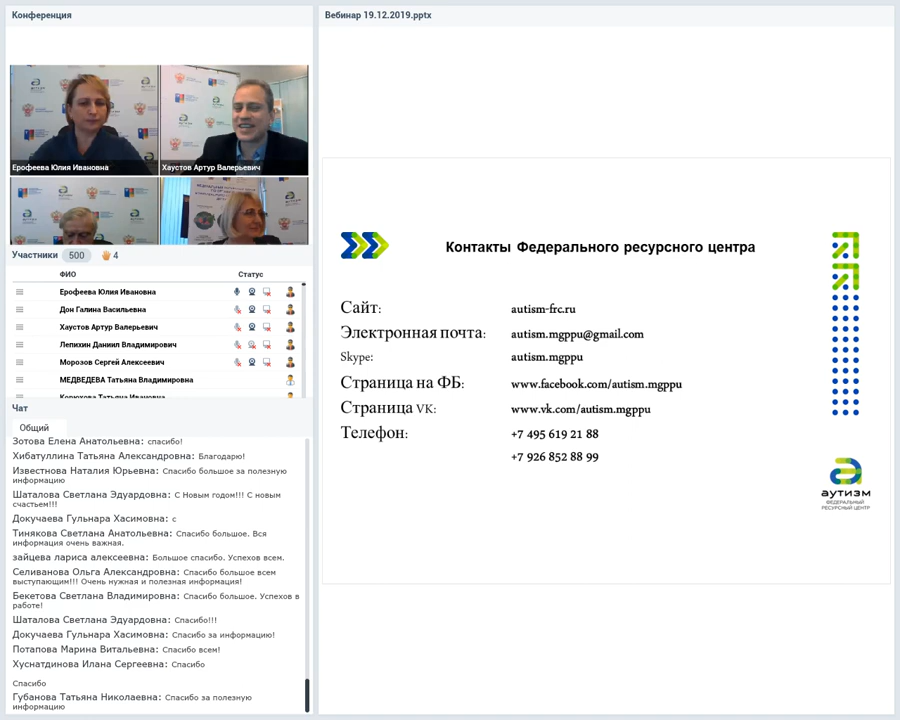 Конференция
Ерофеева Юлия Ивановна
Хаустов Артур Валерьевич
Участники 500 4
ФИО Статус
Ерофеева Юлия Ивановна
Дон Галина Васильевна
Хаустов Артур Валерьевич
Лепихин Даниил Владимирович
Морозов Сергей Алексеевич
МЕДВЕДЕВА Татьяна Владимировна
Корюхова Татьяна Ивановна
Чат
Общий
Зотова Елена Анатольевна: спасибо!
Хибатуллина Татьяна Александровна: Благодарю!
Известнова Наталия Юрьевна: Спасибо большое за полезную
информацию
Шаталова Светлана Эдуардовна: С Новым годом!!! С новым
счастьем!!!
Докучаева Гульнара Хасимовна: с
Тинякова Светлана Анатольевна: Спасибо большое. Вся
информация очень важная.
зайцева лариса алексеевна: Большое спасибо. Успехов всем.
Селиванова Ольга Александровна: Спасибо большое всем
выступающим!!! Очень нужная и полезная информация!
Бекетова Светлана Владимировна: Спасибо большое. Успехов в
работе!
Шаталова Светлана Эдуардовна: Спасибо!!!
Докучаева Гульнара Хасимовна: Спасибо за информацию!
Потапова Марина Витальевна: Спасибо всем!
Хуснатдинова Илана Сергеевна: Спасибо
Спасибо
Губанова Татьяна Николаевна: Спасибо за полезную
информацию
Вебинар 19.12.2019.pptx
Контакты Федерального ресурсного центра
Сайт: autism-frc.ru
Электронная почта: autism.mgppu@gmail.com
Skype: autism.mgppu
Страница на ФБ: www.facebook.com/autism.mgppu
Страница VK: www.vk.com/autism.mgppu
Телефон: +7 495 619 21 88
+7 926 852 88 99
аутизм
ФЕДЕРАЛЬНЫЙ
РЕСУРСНЫЙ ЦЕНТР